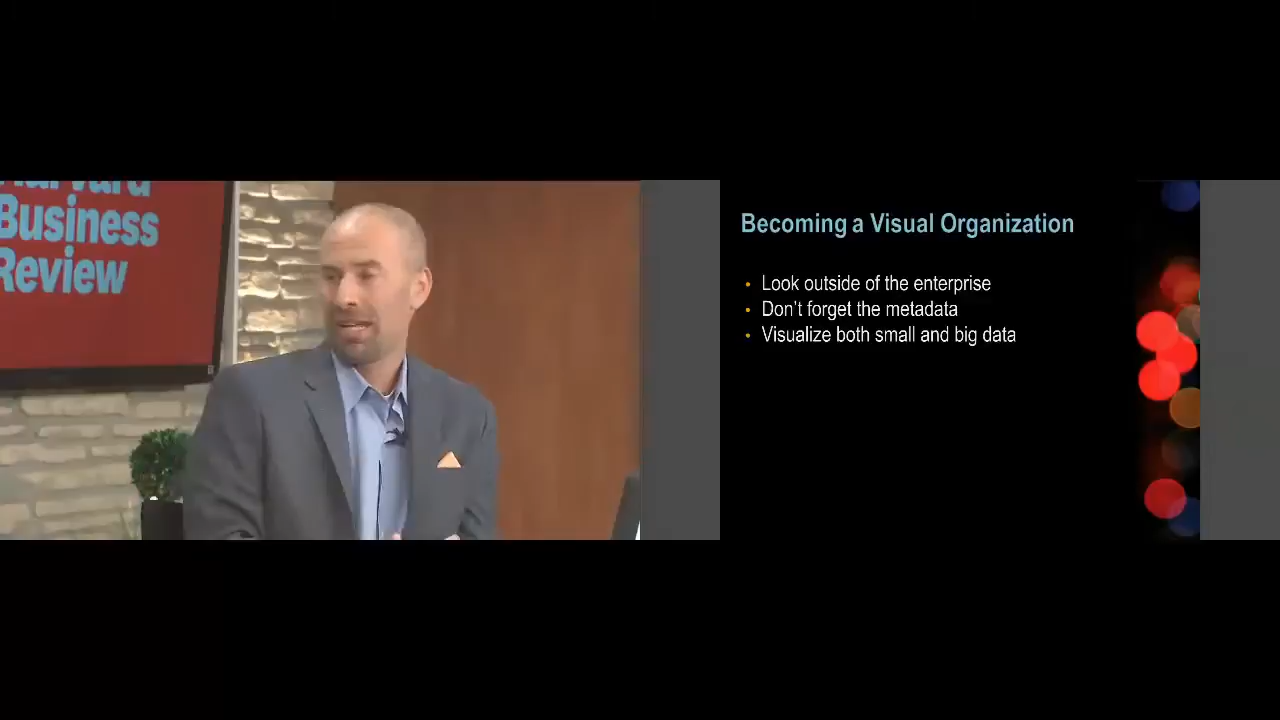 Harvard
Business
Review
Becoming a Visual Organization
• Look outside of the enterprise
• Don't forget the metadata
• Visualize both small and big data